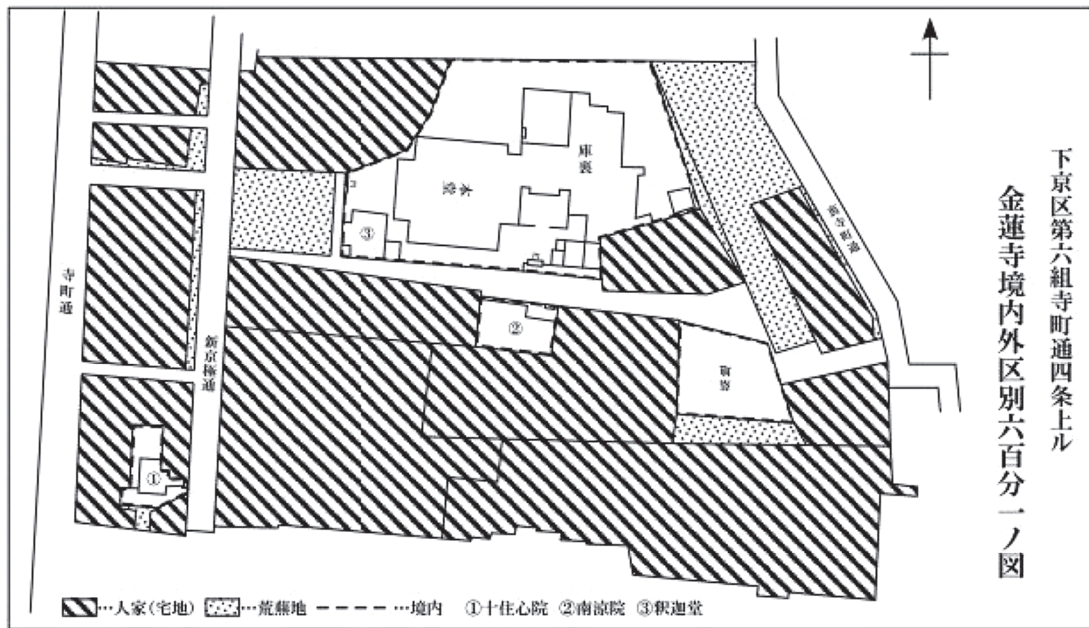 下京区第六組寺町通四条上ル
金蓮寺境内外区別六百分一ノ図
寺町通
新京極通
本堂
庫裏
③
②
①
墓地
…人家(宅地) …荒蕪地 …境内 ①十住心院 ②南涼院 ③釈迦堂